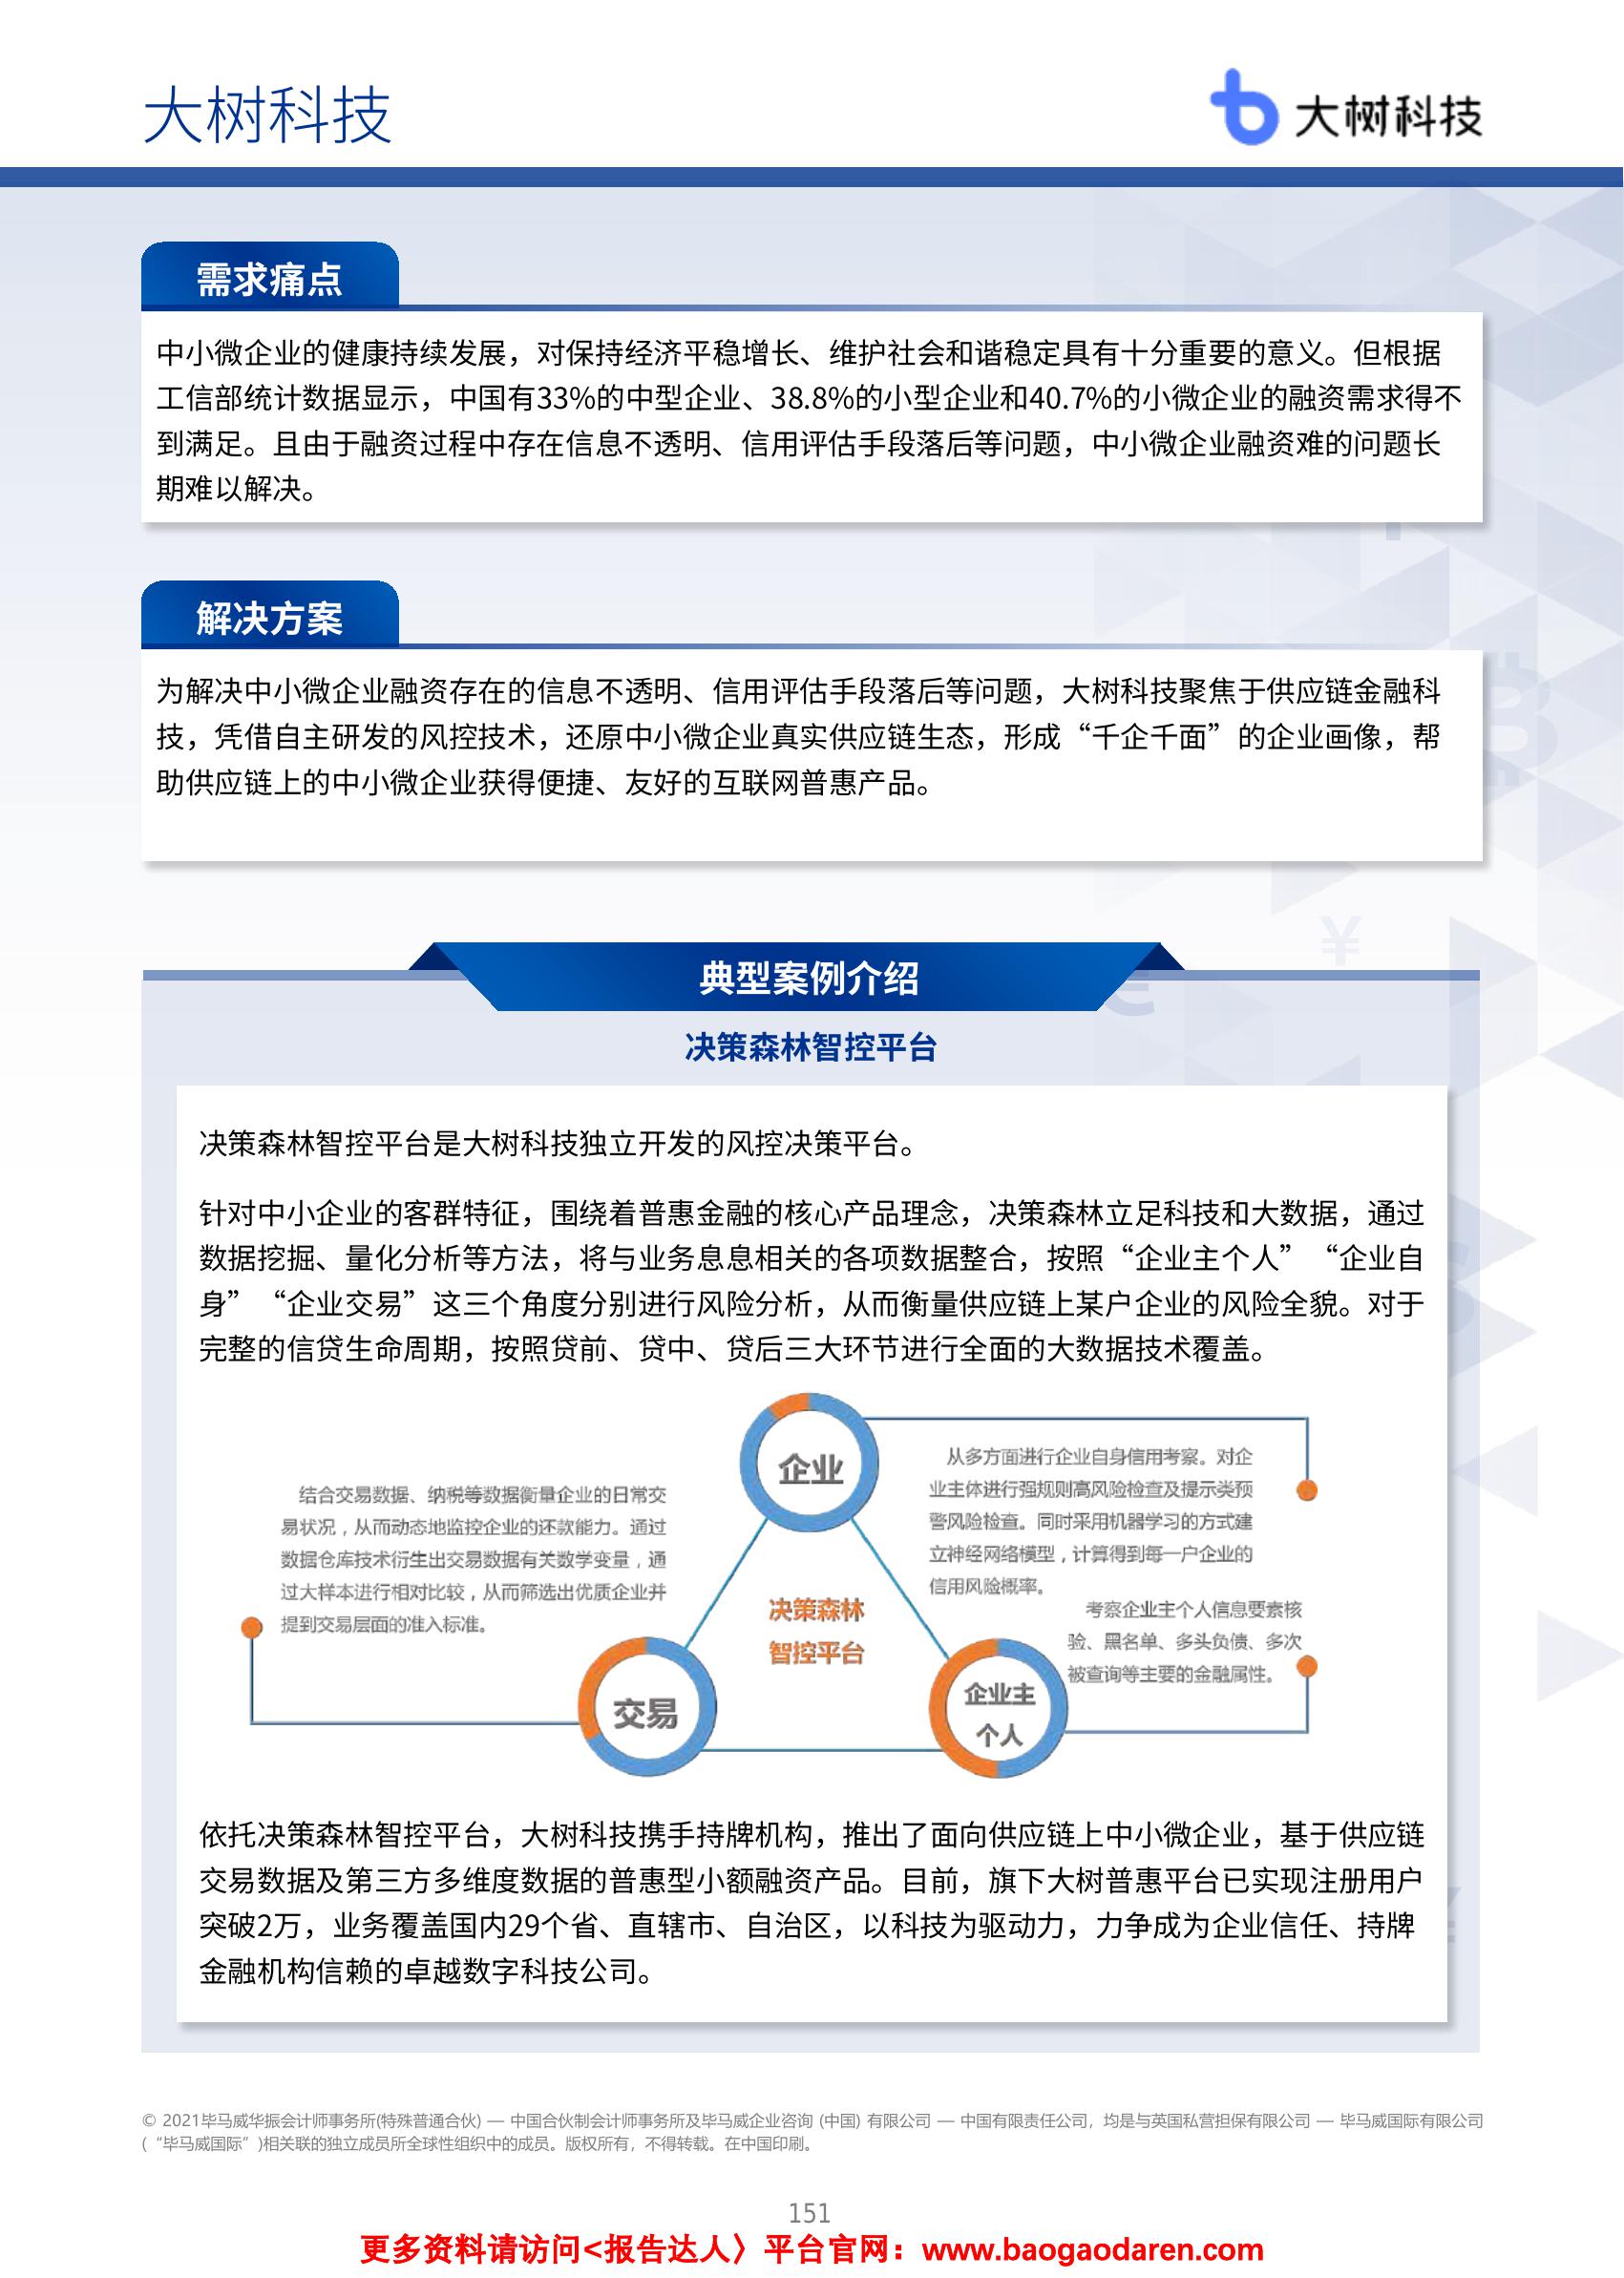 大树科技
大树科技
需求痛点
中小微企业的健康持续发展，对保持经济平稳增长、维护社会和谐稳定具有十分重要的意义。但根据
工信部统计数据显示，中国有33%的中型企业、38.8%的小型企业和40.7%的小微企业的融资需求得不
到满足。且由于融资过程中存在信息不透明、信用评估手段落后等问题，中小微企业融资难的问题长
期难以解决。
解决方案
为解决中小微企业融资存在的信息不透明、信用评估手段落后等问题，大树科技聚焦于供应链金融科
技，凭借自主研发的风控技术，还原中小微企业真实供应链生态，形成“千企千面”的企业画像，帮
助供应链上的中小微企业获得便捷、友好的互联网普惠产品。
典型案例介绍
决策森林智控平台
决策森林智控平台是大树科技独立开发的风控决策平台。
针对中小企业的客群特征，围绕着普惠金融的核心产品理念，决策森林立足科技和大数据，通过
数据挖掘、量化分析等方法，将与业务息息相关的各项数据整合，按照“企业主个人”“企业自
身”“企业交易”这三个角度分别进行风险分析，从而衡量供应链上某户企业的风险全貌。对于
完整的信贷生命周期，按照贷前、贷中、贷后三大环节进行全面的大数据技术覆盖。
企业
从多方面进行企业自身信用考察。对企
业主体进行强规则高风险检查及提示类预
警风险检查。同时采用机器学习的方式建
立神经网络模型，计算得到每一户企业的
信用风险概率。
结合交易数据、纳税等数据衡量企业的日常交
易状况，从而动态地监控企业的还款能力。通过
数据仓库技术衍生出交易数据有关数学变量，通
过大样本进行相对比较，从而筛选出优质企业并
提到交易层面的准入标准。
决策森林
智控平台
考察企业主个人信息要素核
验、黑名单、多头负债、多次
被查询等主要的金融属性。
交易
企业主
个人
依托决策森林智控平台，大树科技携手持牌机构，推出了面向供应链上中小微企业，基于供应链
交易数据及第三方多维度数据的普惠型小额融资产品。目前，旗下大树普惠平台已实现注册用户
突破2万，业务覆盖国内29个省、直辖市、自治区，以科技为驱动力，力争成为企业信任、持牌
金融机构信赖的卓越数字科技公司。
© 2021毕马威华振会计师事务所(特殊普通合伙) — 中国合伙制会计师事务所及毕马威企业咨询 (中国) 有限公司 — 中国有限责任公司，均是与英国私营担保有限公司 — 毕马威国际有限公司
(“毕马威国际”)相关联的独立成员所全球性组织中的成员。版权所有，不得转载。在中国印刷。
151
更多资料请访问<报告达人〉平台官网：www.baogaodaren.com